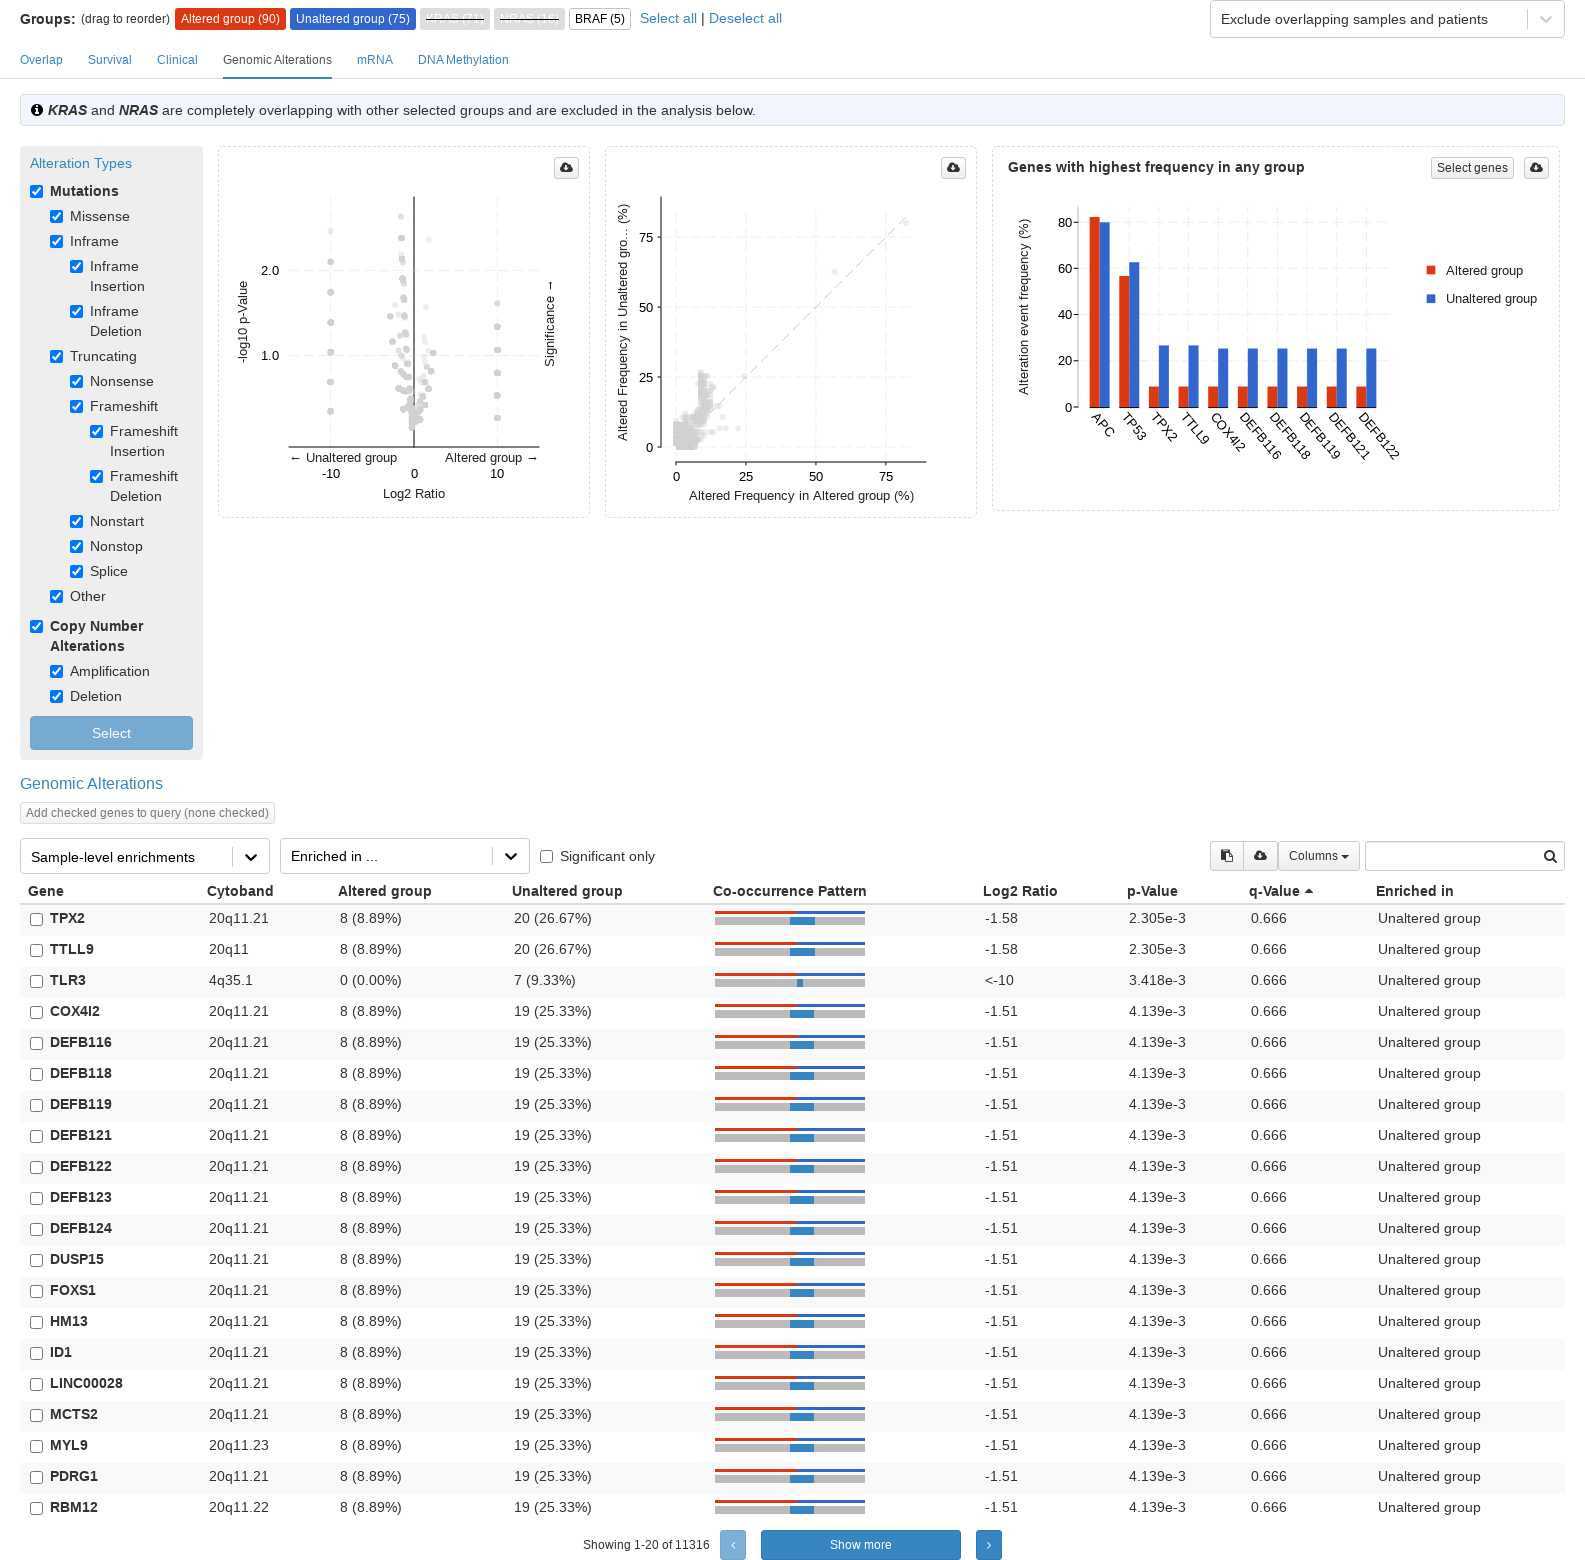 Groups: (drag to reorder) Altered group (90) Unaltered group (75) KRAS (71) NRAS (19) BRAF (5) Select all | Deselect all Exclude overlapping samples and patients
Overlap Survival Clinical Genomic Alterations mRNA DNA Methylation
KRAS and NRAS are completely overlapping with other selected groups and are excluded in the analysis below.
Alteration Types
Mutations
Missense
Inframe
Inframe
Insertion
Inframe
Deletion
Truncating
Nonsense
Frameshift
Frameshift
Insertion
Frameshift
Deletion
Nonstart
Nonstop
Splice
Other
Copy Number
Alterations
Amplification
Deletion
Select
-log10 p-Value
2.0
1.0
Significance →
← Unaltered group Altered group →
-10 0 10
Log2 Ratio
Altered Frequency in Unaltered gro... (%)
75
50
25
0
0 25 50 75
Altered Frequency in Altered group (%)
Genes with highest frequency in any group Select genes
Alteration event frequency (%)
80
60
40
20
0
APC TP53 TPX2 TTLL9 COX4I2 DEFB116 DEFB118 DEFB119 DEFB121 DEFB122
Altered group
Unaltered group
Genomic Alterations
Add checked genes to query (none checked)
Sample-level enrichments Enriched in ... Significant only Columns
Gene Cytoband Altered group Unaltered group Co-occurrence Pattern Log2 Ratio p-Value q-Value Enriched in
TPX2 20q11.21 8 (8.89%) 20 (26.67%) -1.58 2.305e-3 0.666 Unaltered group
TTLL9 20q11 8 (8.89%) 20 (26.67%) -1.58 2.305e-3 0.666 Unaltered group
TLR3 4q35.1 0 (0.00%) 7 (9.33%) <-10 3.418e-3 0.666 Unaltered group
COX4I2 20q11.21 8 (8.89%) 19 (25.33%) -1.51 4.139e-3 0.666 Unaltered group
DEFB116 20q11.21 8 (8.89%) 19 (25.33%) -1.51 4.139e-3 0.666 Unaltered group
DEFB118 20q11.21 8 (8.89%) 19 (25.33%) -1.51 4.139e-3 0.666 Unaltered group
DEFB119 20q11.21 8 (8.89%) 19 (25.33%) -1.51 4.139e-3 0.666 Unaltered group
DEFB121 20q11.21 8 (8.89%) 19 (25.33%) -1.51 4.139e-3 0.666 Unaltered group
DEFB122 20q11.21 8 (8.89%) 19 (25.33%) -1.51 4.139e-3 0.666 Unaltered group
DEFB123 20q11.21 8 (8.89%) 19 (25.33%) -1.51 4.139e-3 0.666 Unaltered group
DEFB124 20q11.21 8 (8.89%) 19 (25.33%) -1.51 4.139e-3 0.666 Unaltered group
DUSP15 20q11.21 8 (8.89%) 19 (25.33%) -1.51 4.139e-3 0.666 Unaltered group
FOXS1 20q11.21 8 (8.89%) 19 (25.33%) -1.51 4.139e-3 0.666 Unaltered group
HM13 20q11.21 8 (8.89%) 19 (25.33%) -1.51 4.139e-3 0.666 Unaltered group
ID1 20q11.21 8 (8.89%) 19 (25.33%) -1.51 4.139e-3 0.666 Unaltered group
LINC00028 20q11.21 8 (8.89%) 19 (25.33%) -1.51 4.139e-3 0.666 Unaltered group
MCTS2 20q11.21 8 (8.89%) 19 (25.33%) -1.51 4.139e-3 0.666 Unaltered group
MYL9 20q11.23 8 (8.89%) 19 (25.33%) -1.51 4.139e-3 0.666 Unaltered group
PDRG1 20q11.21 8 (8.89%) 19 (25.33%) -1.51 4.139e-3 0.666 Unaltered group
RBM12 20q11.22 8 (8.89%) 19 (25.33%) -1.51 4.139e-3 0.666 Unaltered group
Showing 1-20 of 11316 Show more